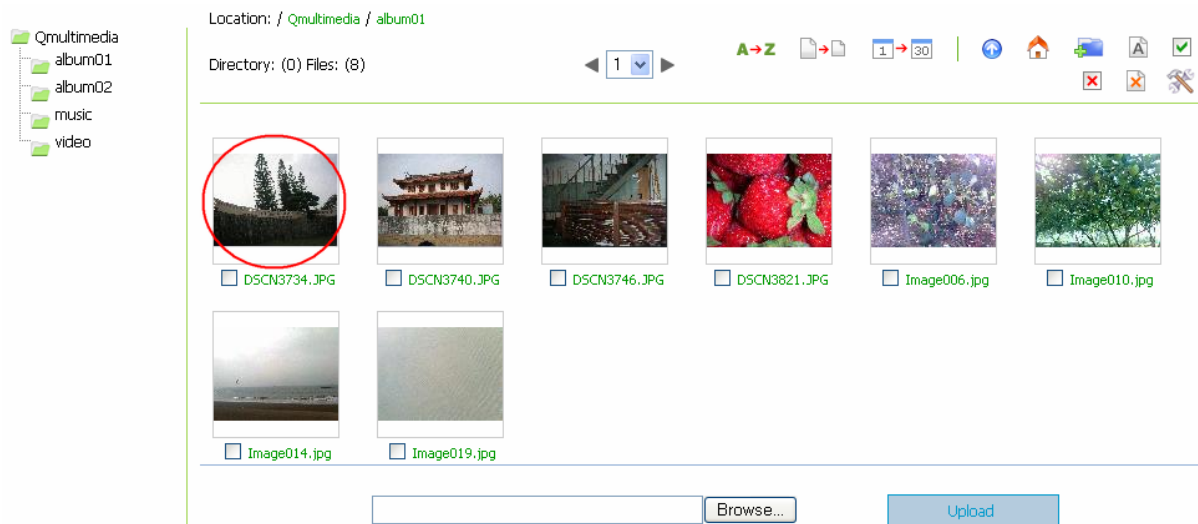 Location: / Qmultimedia / album01
Qmultimedia
album01
album02
music
video
Directory: (0) Files: (8)
1
A→Z
1→30
A
DSCN3734.JPG
DSCN3740.JPG
DSCN3746.JPG
DSCN3821.JPG
Image006.jpg
Image010.jpg
Image014.jpg
Image019.jpg
Browse...
Upload